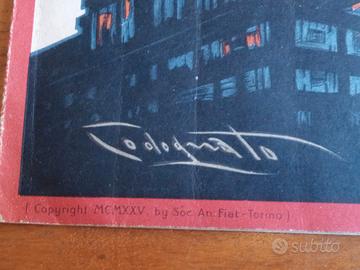 Codognato
( Copyright MCMXXV. by Soc. An. Fiat-Torino )
subito